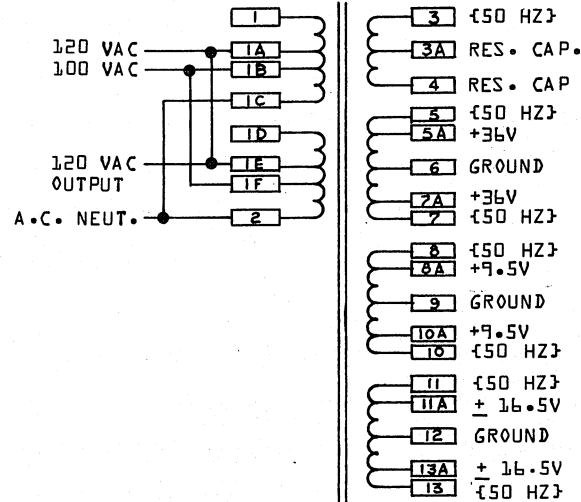 1
120 VAC 1A
100 VAC 1B
1C
1D
120 VAC 1E
OUTPUT 1F
A.C. NEUT. 2
3 {50 HZ}
3A RES. CAP.
4 RES. CAP
5 {50 HZ}
5A +36V
6 GROUND
7A +36V
7 {50 HZ}
8 {50 HZ}
8A +9.5V
9 GROUND
10A +9.5V
10 {50 HZ}
11 {50 HZ}
11A ± 16.5V
12 GROUND
13A ± 16.5V
13 {50 HZ}